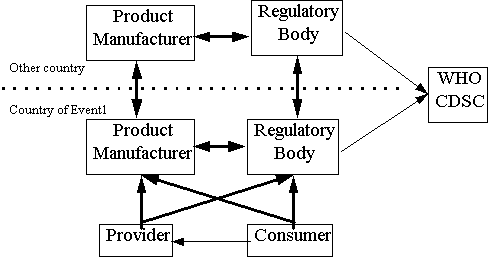 Product
Manufacturer
Regulatory
Body
Other country
WHO
CDSC
Country of Event1
Product
Manufacturer
Regulatory
Body
Provider
Consumer